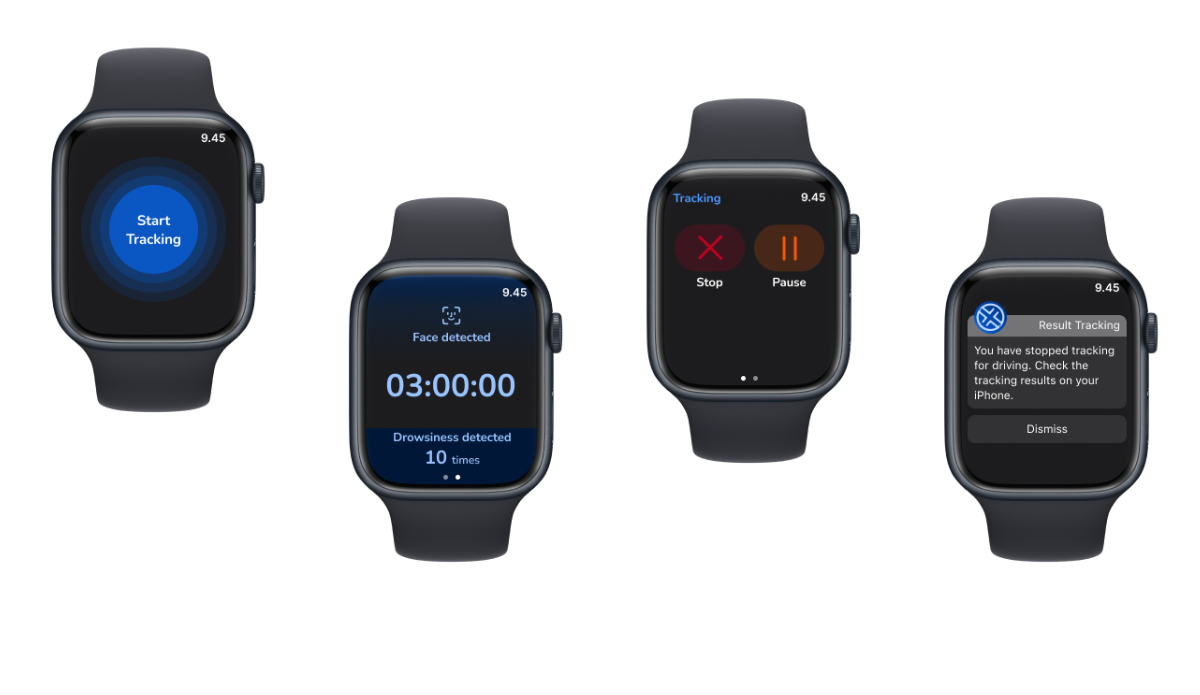 9.45
Start
Tracking
9.45
Face detected
03:00:00
Drowsiness detected
10 times
Tracking
9.45
Stop
Pause
9.45
Result Tracking
You have stopped tracking
for driving. Check the
tracking results on your
iPhone.
Dismiss